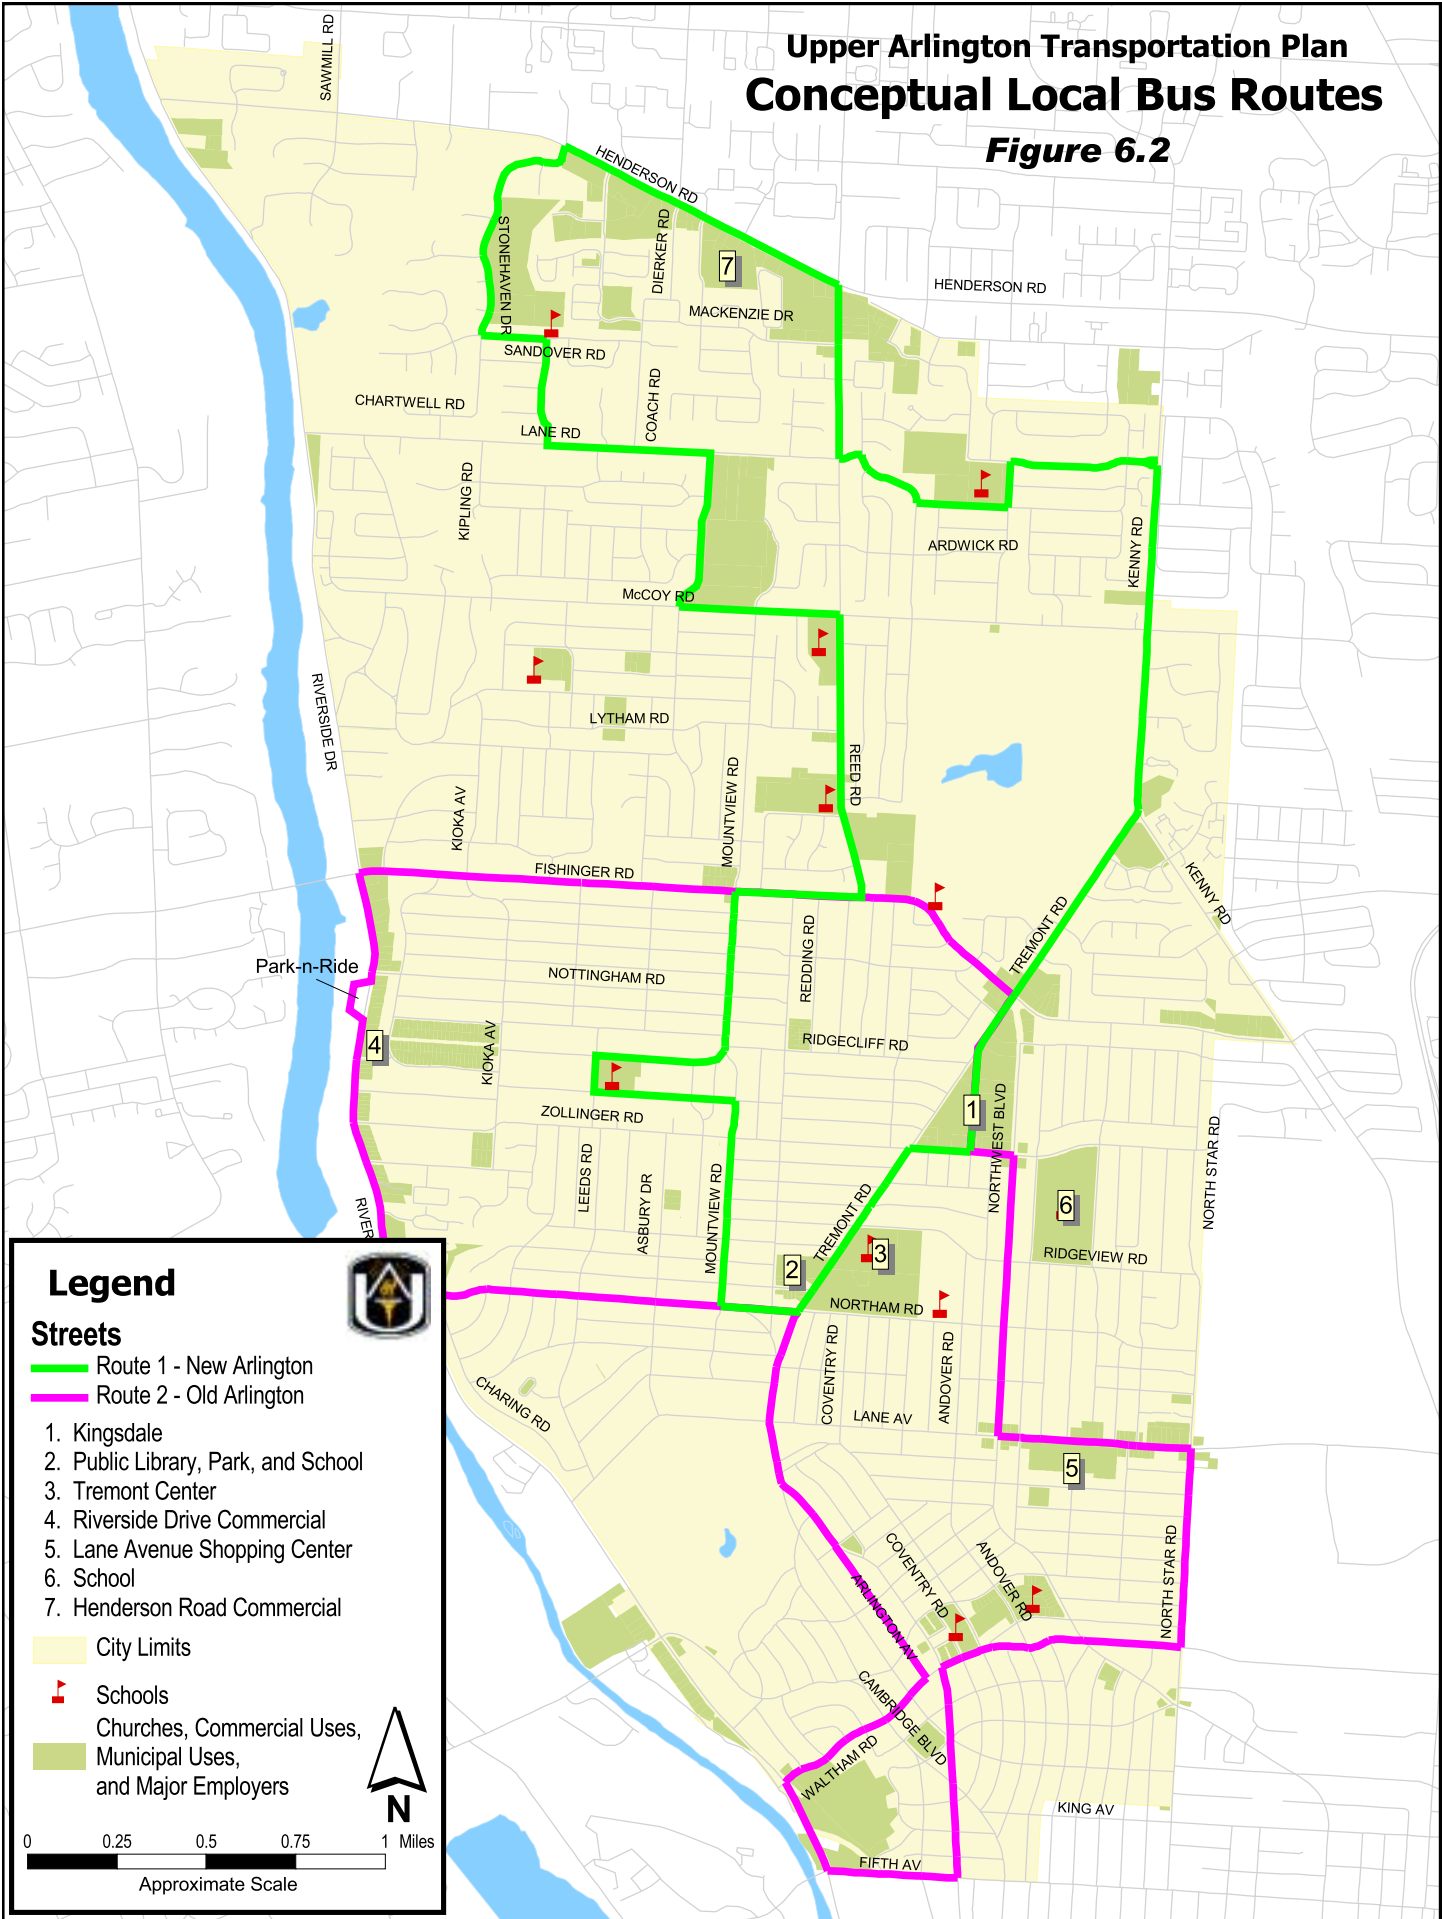 Upper Arlington Transportation Plan
Conceptual Local Bus Routes
Figure 6.2
SAWMILL RD
HENDERSON RD
STONEHAVEN DR
DIERKER RD
7
HENDERSON RD
MACKENZIE DR
SANDOVER RD
CHARTWELL RD
COACH RD
LANE RD
KIPLING RD
ARDWICK RD
KENNY RD
McCOY RD
RIVERSIDE DR
LYTHAM RD
MOUNTVIEW RD
REED RD
KIOKA AV
FISHINGER RD
KENNY RD
TREMONT RD
REDDING RD
Park-n-Ride
NOTTINGHAM RD
4
KIOKA AV
RIDGECLIFF RD
1
NORTHWEST BLVD
ZOLLINGER RD
LEEDS RD
ASBURY DR
MOUNTVIEW RD
TREMONT RD
NORTH STAR RD
6
RIVER
2
3
RIDGEVIEW RD
NORTHAM RD
COVENTRY RD
ANDOVER RD
CHARING RD
LANE AV
5
COVENTRY RD
ANDOVER RD
NORTH STAR RD
ARLINGTON AV
CAMBRIDGE BLVD
WALTHAM RD
KING AV
FIFTH AV
Legend
Streets
Route 1 - New Arlington
Route 2 - Old Arlington
1. Kingsdale
2. Public Library, Park, and School
3. Tremont Center
4. Riverside Drive Commercial
5. Lane Avenue Shopping Center
6. School
7. Henderson Road Commercial
City Limits
Schools
Churches, Commercial Uses,
Municipal Uses,
and Major Employers
N
0 0.25 0.5 0.75 1 Miles
Approximate Scale